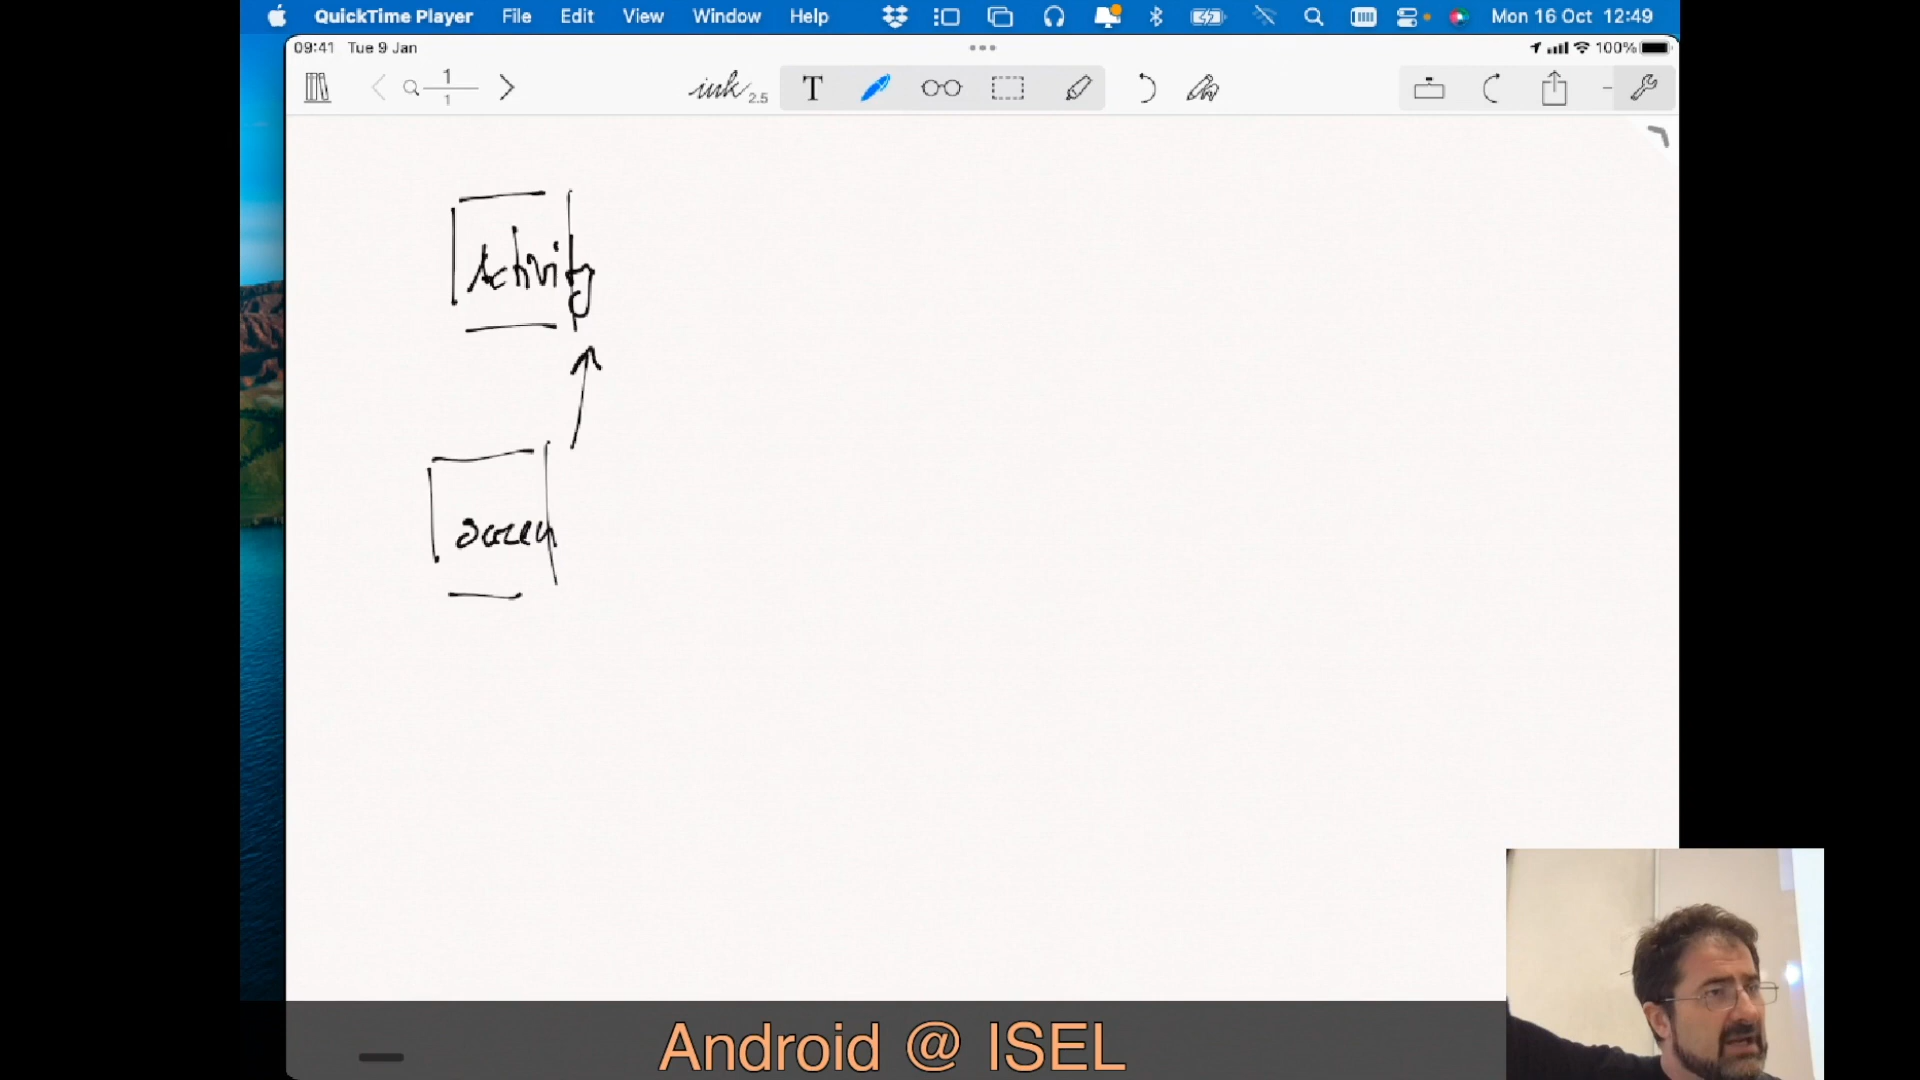 QuickTime Player File Edit View Window Help Mon 16 Oct 12:49
09:41 Tue 9 Jan 100%
1
1
ink 2.5 T
Activity
Screen
Android @ ISEL